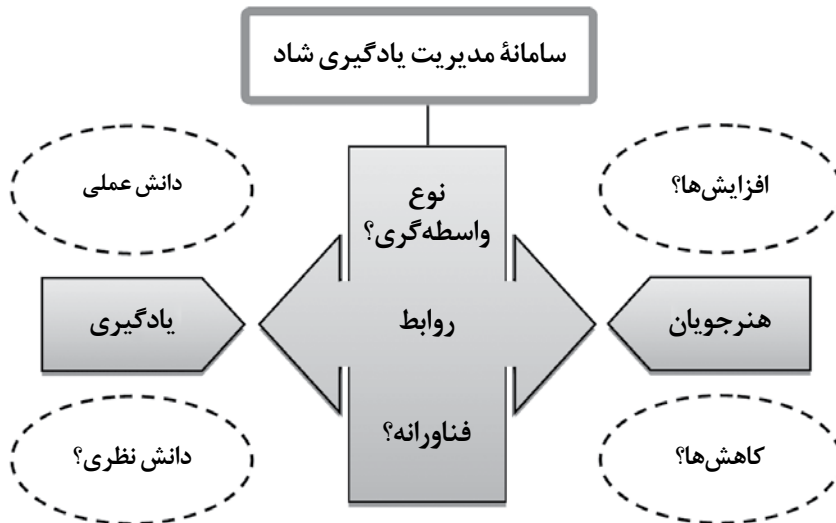 سامانهٔ مدیریت یادگیری شاد
افزایش‌ها؟
نوع
واسطه‌گری؟
دانش عملی
هنرجویان
روابط
یادگیری
کاهش‌ها؟
فناورانه؟
دانش نظری؟